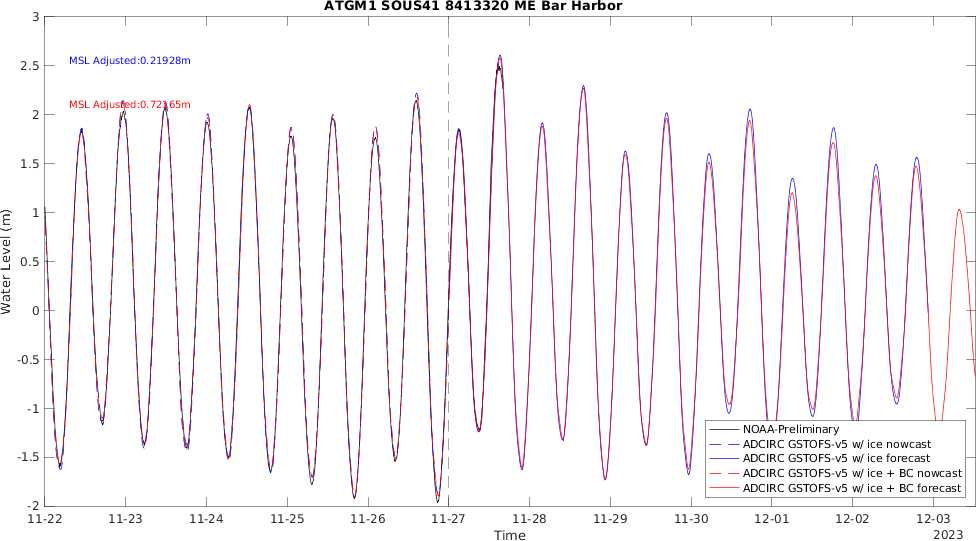 ATGM1 SOUS41 8413320 ME Bar Harbor
3
2.5
2
1.5
1
0.5
0
-0.5
-1
-1.5
-2
Water Level (m)
MSL Adjusted:0.21928m
MSL Adjusted:0.72165m
NOAA-Preliminary
ADCIRC GSTOFS-v5 w/ ice nowcast
ADCIRC GSTOFS-v5 w/ ice forecast
ADCIRC GSTOFS-v5 w/ ice + BC nowcast
ADCIRC GSTOFS-v5 w/ ice + BC forecast
11-22 11-23 11-24 11-25 11-26 11-27 11-28 11-29 11-30 12-01 12-02 12-03
Time
2023